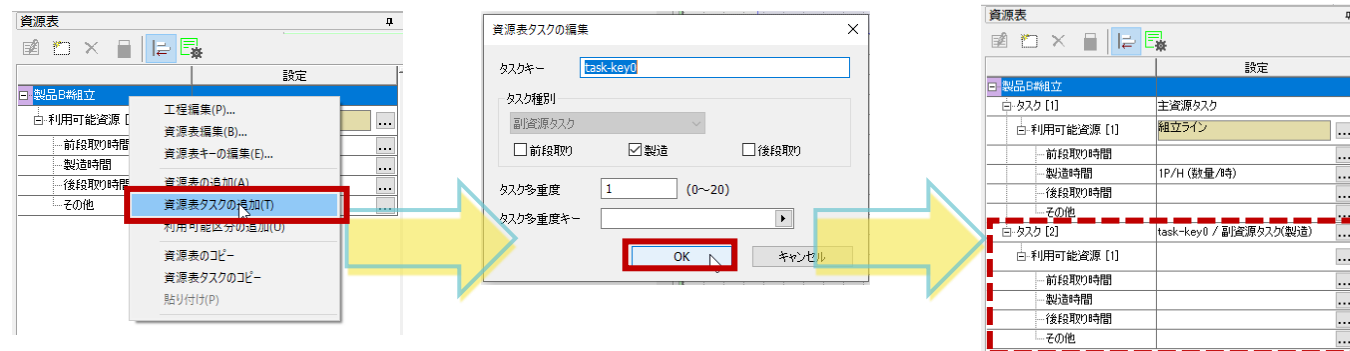 資源表
設定
製品B#組立
利用可能資源 [
前段取り時間
製造時間
後段取り時間
その他
工程編集(P)...
資源表編集(B)...
資源表キーの編集(E)...
資源表の追加(A)
資源表タスクの追加(T)
利用可能区分の追加(U)
資源表のコピー
資源表タスクのコピー
貼り付け(P)
資源表タスクの編集
タスクキー task-key0
タスク種別
副資源タスク
前段取り 製造 後段取り
タスク多重度 1 (0~20)
タスク多重度キー
OK キャンセル
資源表
設定
製品B#組立
タスク [1] 主資源タスク
利用可能資源 [1] 組立ライン
前段取り時間
製造時間 1P/H (数量/時)
後段取り時間
その他
タスク [2] task-key0 / 副資源タスク(製造)
利用可能資源 [1]
前段取り時間
製造時間
後段取り時間
その他